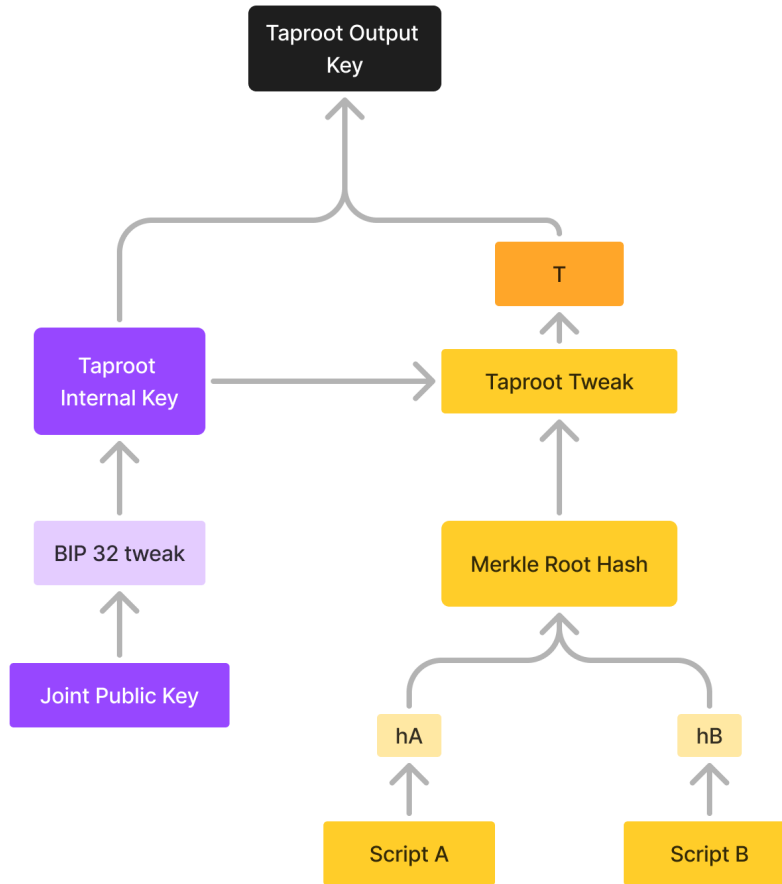 Taproot Output
Key
T
Taproot
Internal Key
Taproot Tweak
BIP 32 tweak
Merkle Root Hash
Joint Public Key
hA
hB
Script A
Script B